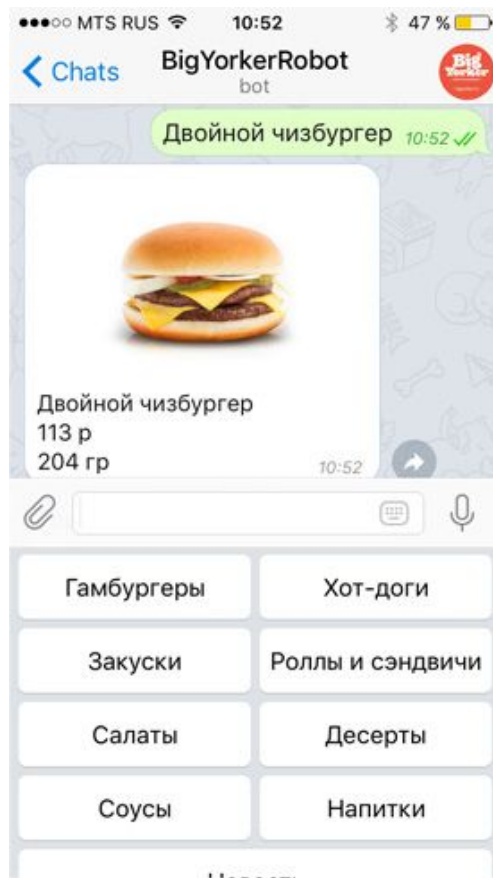 MTS RUS 10:52 47 %
Chats BigYorkerRobot
bot
Big
Yorker
Двойной чизбургер 10:52
Двойной чизбургер
113 р
204 гр 10:52
Гамбургеры Хот-доги
Закуски Роллы и сэндвичи
Салаты Десерты
Соусы Напитки